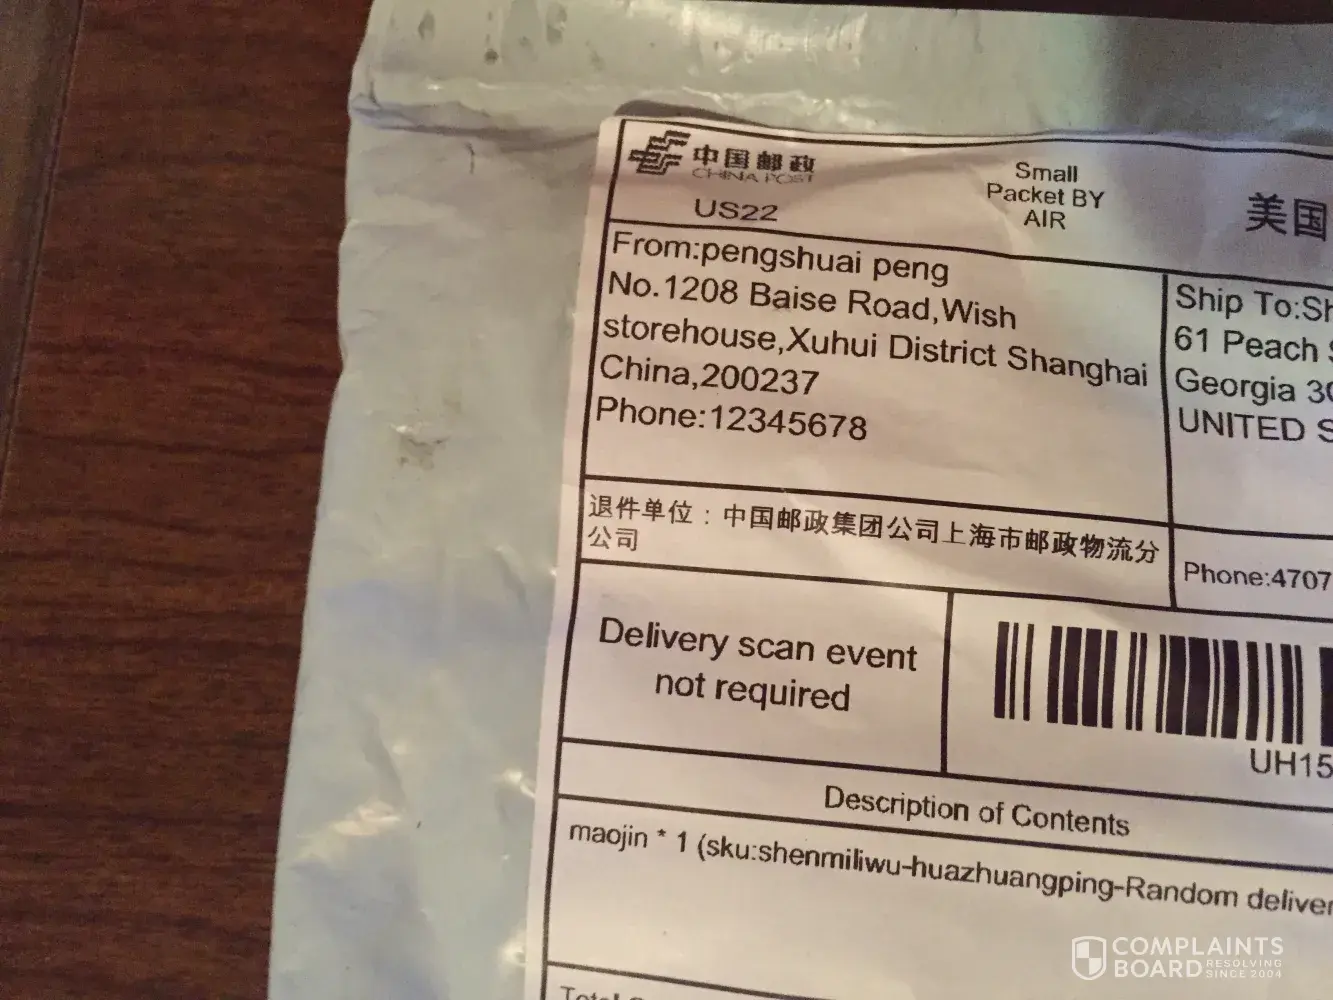 中国邮政
CHINA POST
US22
Small
Packet BY
AIR
美国
From:pengshuai peng
No.1208 Baise Road,Wish
storehouse,Xuhui District Shanghai
China,200237
Phone:12345678
Ship To:Sh
61 Peach
Georgia 30
UNITED S
退件单位：中国邮政集团公司上海市邮政物流分
公司
Phone:4707
Delivery scan event
not required
UH15
Description of Contents
maojin * 1 (sku:shenmiliwu-huazhuangping-Random deliver
Total
COMPLAINTS
BOARD RESOLVING
SINCE 2004